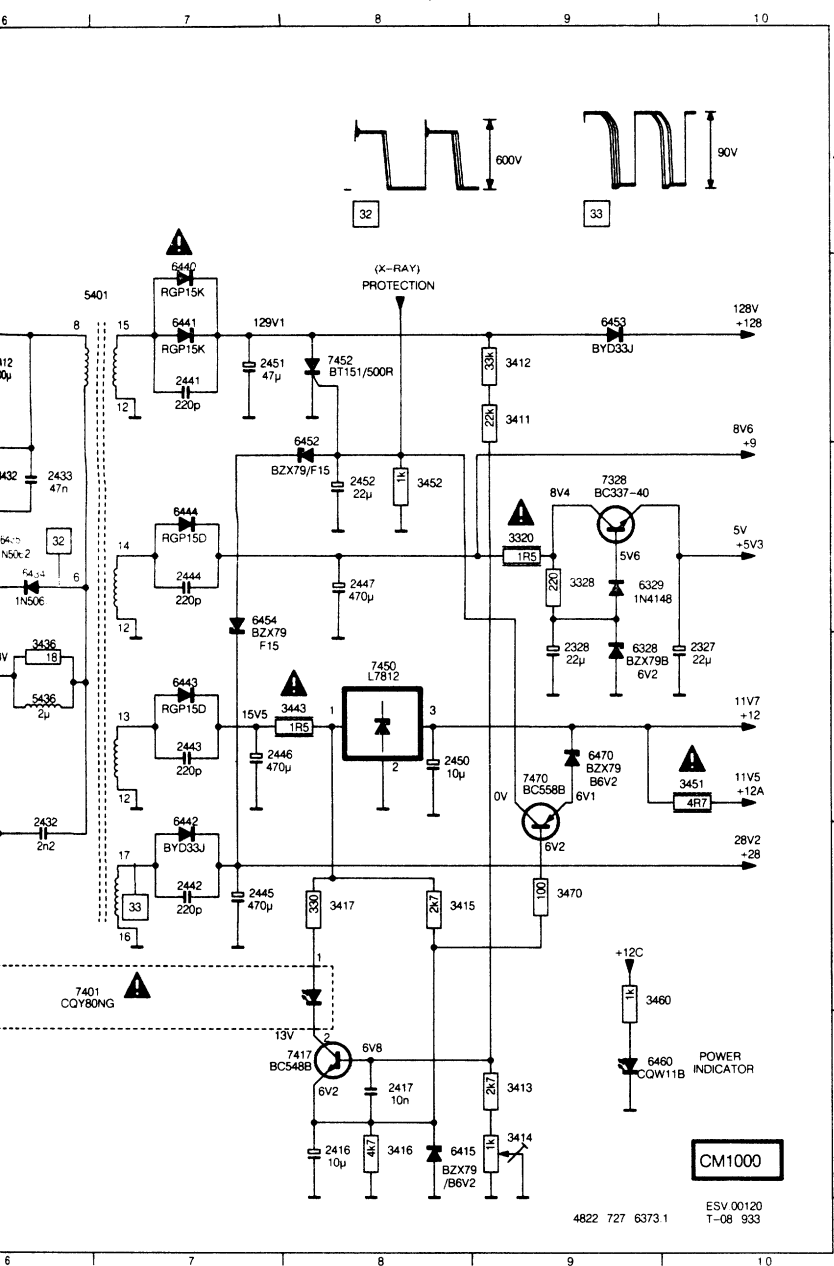 6 7 8 9 10
600V
90V
32
33
6440
RGP15K
(X-RAY)
PROTECTION
5401
8
15
6441
RGP15K
129V1
6453
BYD33J
128V
+128
2451
47µ
7452
BT151/500R
33k
3412
2441
220p
12
22k
3411
8V6
+9
6452
BZX79/F15
2433
47n
2452
22µ
1k
3452
7328
BC337-40
8V4
6444
RGP15D
3320
1R5
5V
+5V3
32
14
5V6
6
1N506
2444
220p
2447
470µ
220
3328
6329
1N4148
12
6454
BZX79
F15
3436
18
2328
22µ
6328
BZX79B
6V2
2327
22µ
7450
L7812
5436
2µ
13
6443
RGP15D
15V5
3443
1R5
1
3
2
11V7
+12
2443
220p
2446
470µ
2450
10µ
6470
BZX79
B6V2
7470
BC558B
0V
6V1
3451
4R7
11V5
+12A
12
2432
2n2
6442
BYD33J
6V2
28V2
+28
17
33
2442
220p
2445
470µ
330
3417
2k7
3415
100
3470
16
+12C
1
7401
CQY80NG
1k
3460
13V
2
7417
BC548B
6V8
6V2
6460
CQW11B
POWER
INDICATOR
2417
10n
2k7
3413
2416
10µ
4k7
3416
6415
BZX79
/B6V2
1k
3414
CM1000
4822 727 6373.1
ESV 00120
T-08 933
6 7 8 9 10